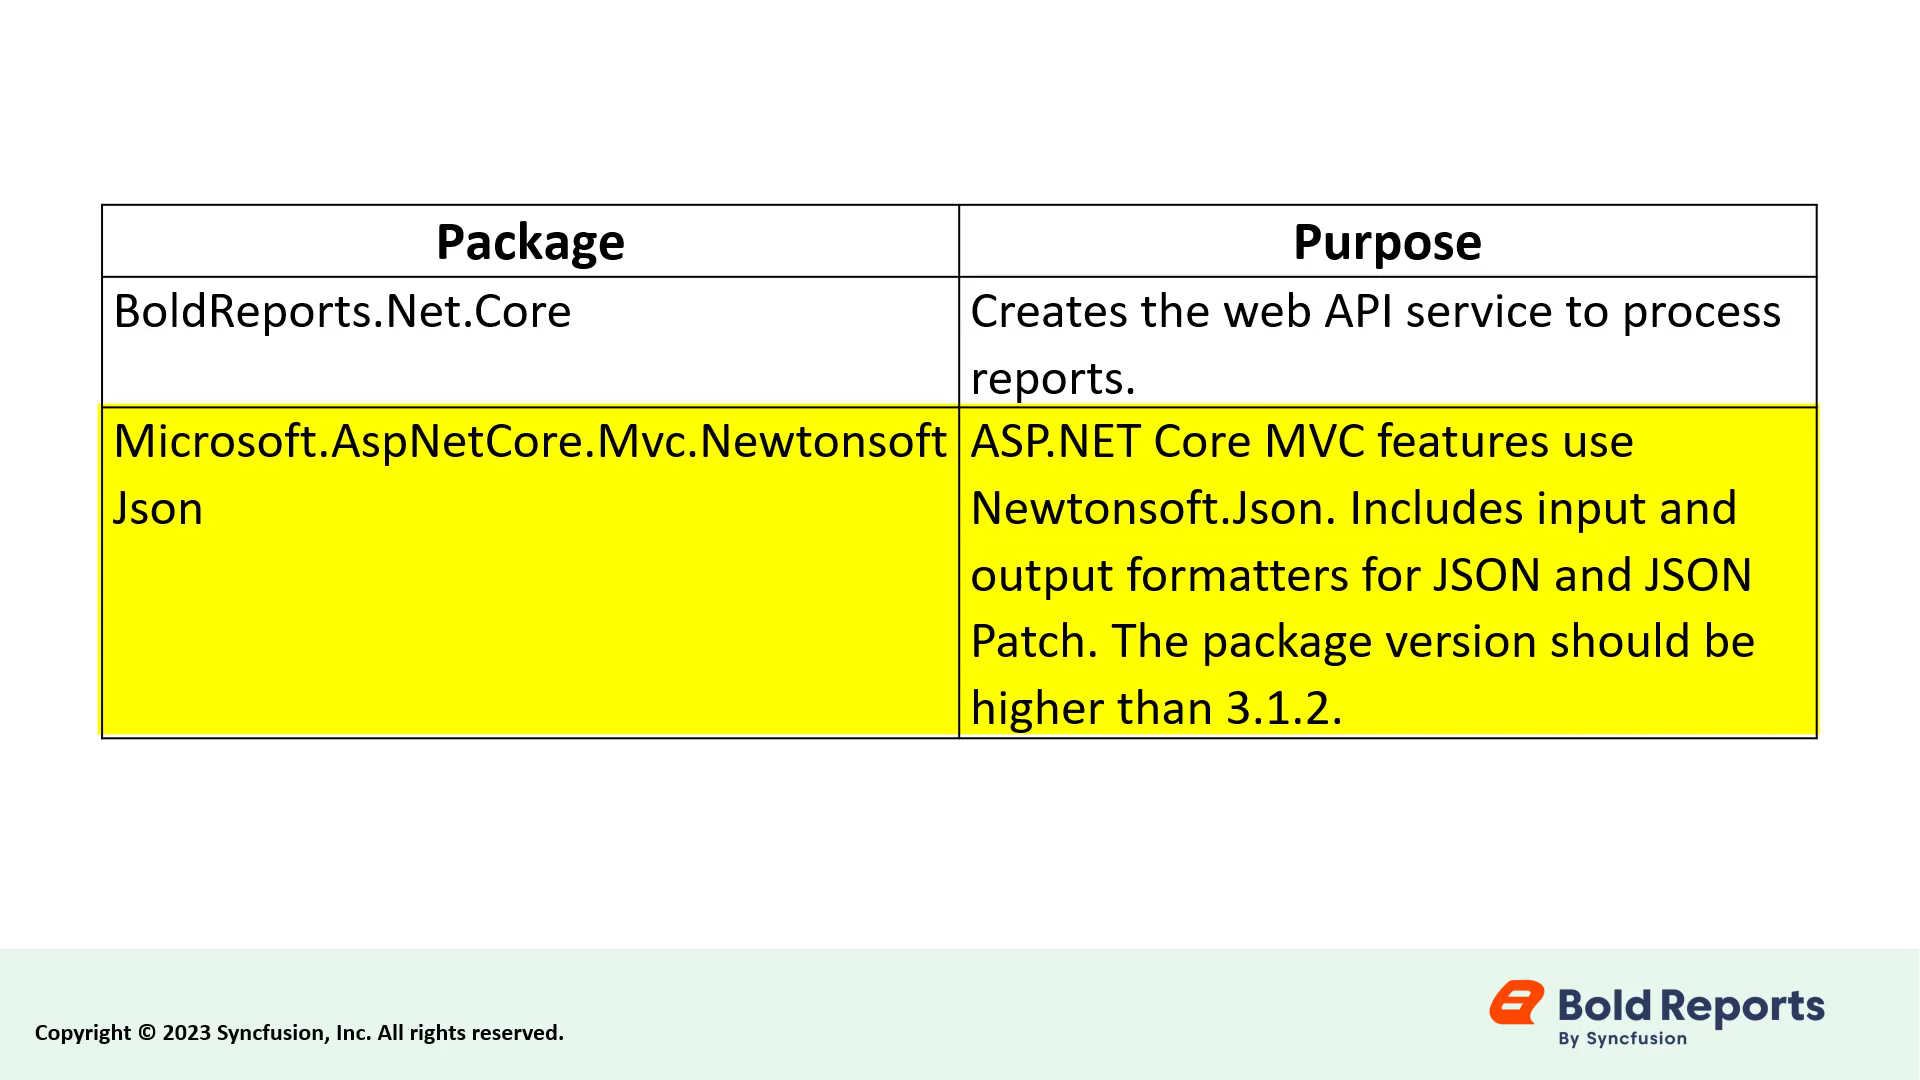 Package
Purpose
BoldReports.Net.Core
Creates the web API service to process
reports.
Microsoft.AspNetCore.Mvc.Newtonsoft
Json
ASP.NET Core MVC features use
Newtonsoft.Json. Includes input and
output formatters for JSON and JSON
Patch. The package version should be
higher than 3.1.2.
Copyright © 2023 Syncfusion, Inc. All rights reserved.
Bold Reports
By Syncfusion